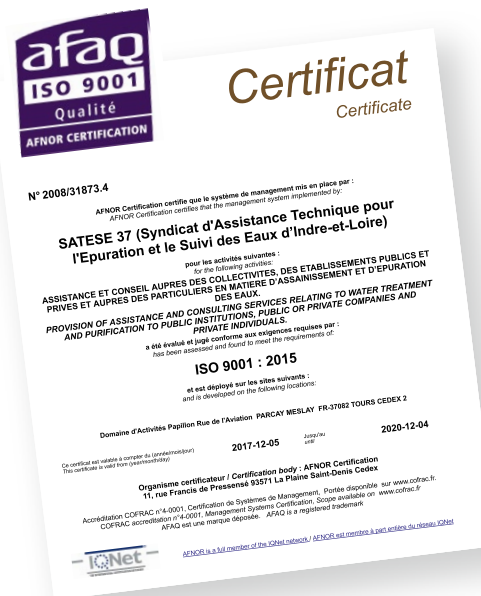 afaq
ISO 9001
Qualité
AFNOR CERTIFICATION
Certificat
Certificate
N° 2008/31873.4
AFNOR Certification certifie que le système de management mis en place par :
AFNOR Certification certifies that the management system implemented by:
SATESE 37 (Syndicat d'Assistance Technique pour
l'Epuration et le Suivi des Eaux d'Indre-et-Loire)
pour les activités suivantes :
for the following activities:
ASSISTANCE ET CONSEIL AUPRES DES COLLECTIVITES, DES ETABLISSEMENTS PUBLICS ET
PRIVES ET AUPRES DES PARTICULIERS EN MATIERE D'ASSAINISSEMENT ET D'EPURATION
DES EAUX.
PROVISION OF ASSISTANCE AND CONSULTING SERVICES RELATING TO WATER TREATMENT
AND PURIFICATION TO PUBLIC INSTITUTIONS, PUBLIC OR PRIVATE COMPANIES AND
PRIVATE INDIVIDUALS.
a été évalué et jugé conforme aux exigences requises par :
has been assessed and found to meet the requirements of:
ISO 9001 : 2015
et est déployé sur les sites suivants :
and is developed on the following locations:
Domaine d'Activités Papillon Rue de l'Aviation PARCAY MESLAY FR-37082 TOURS CEDEX 2
Ce certificat est valable à compter du (année/mois/jour)
This certificate is valid from (year/month/day)
2017-12-05
Jusqu'au
until
2020-12-04
Organisme certificateur / Certification body : AFNOR Certification
11, rue Francis de Pressensé 93571 La Plaine Saint-Denis Cedex
Accréditation COFRAC n°4-0001, Certification de Systèmes de Management, Portée disponible sur www.cofrac.fr.
COFRAC accreditation n°4-0001, Management Systems Certification, Scope available on www.cofrac.fr
AFAQ est une marque déposée. AFAQ is a registered trademark
IQNet
AFNOR is a full member of the IQNet network / AFNOR est membre à part entière du réseau IQNet